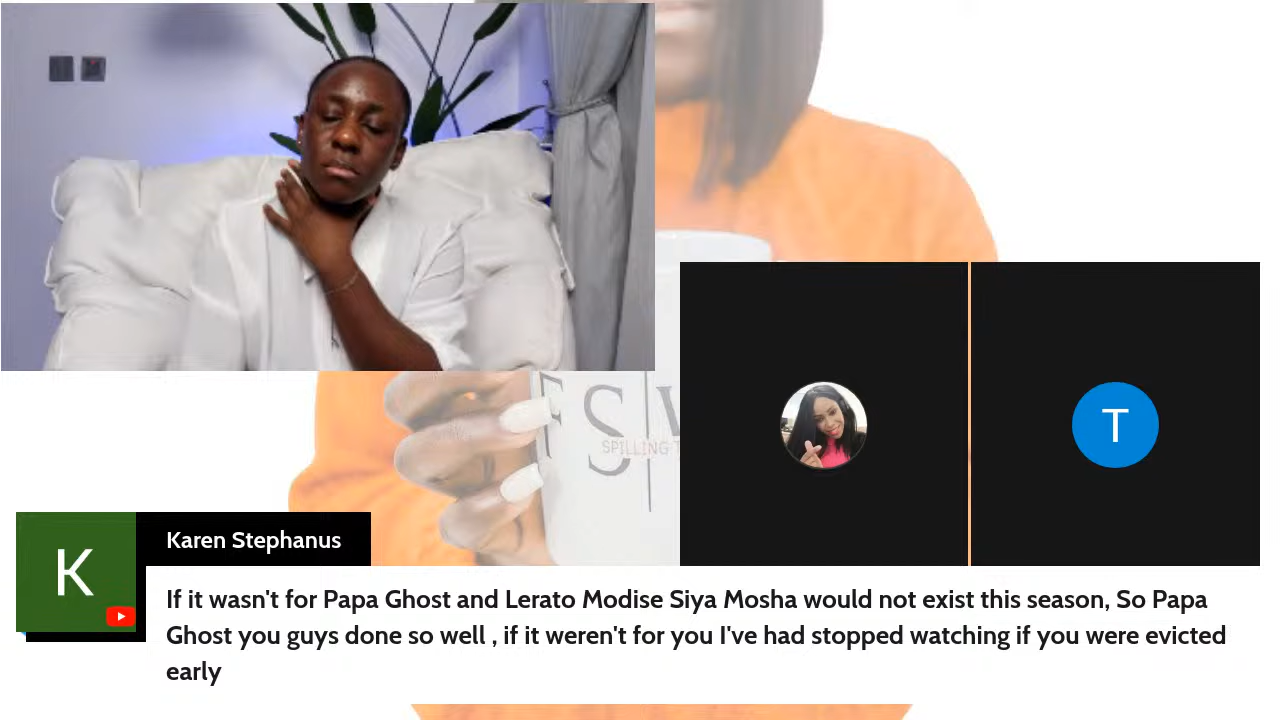 FS
SPILLING T
T
K
Karen Stephanus
If it wasn't for Papa Ghost and Lerato Modise Siya Mosha would not exist this season, So Papa
Ghost you guys done so well , if it weren't for you I've had stopped watching if you were evicted
early